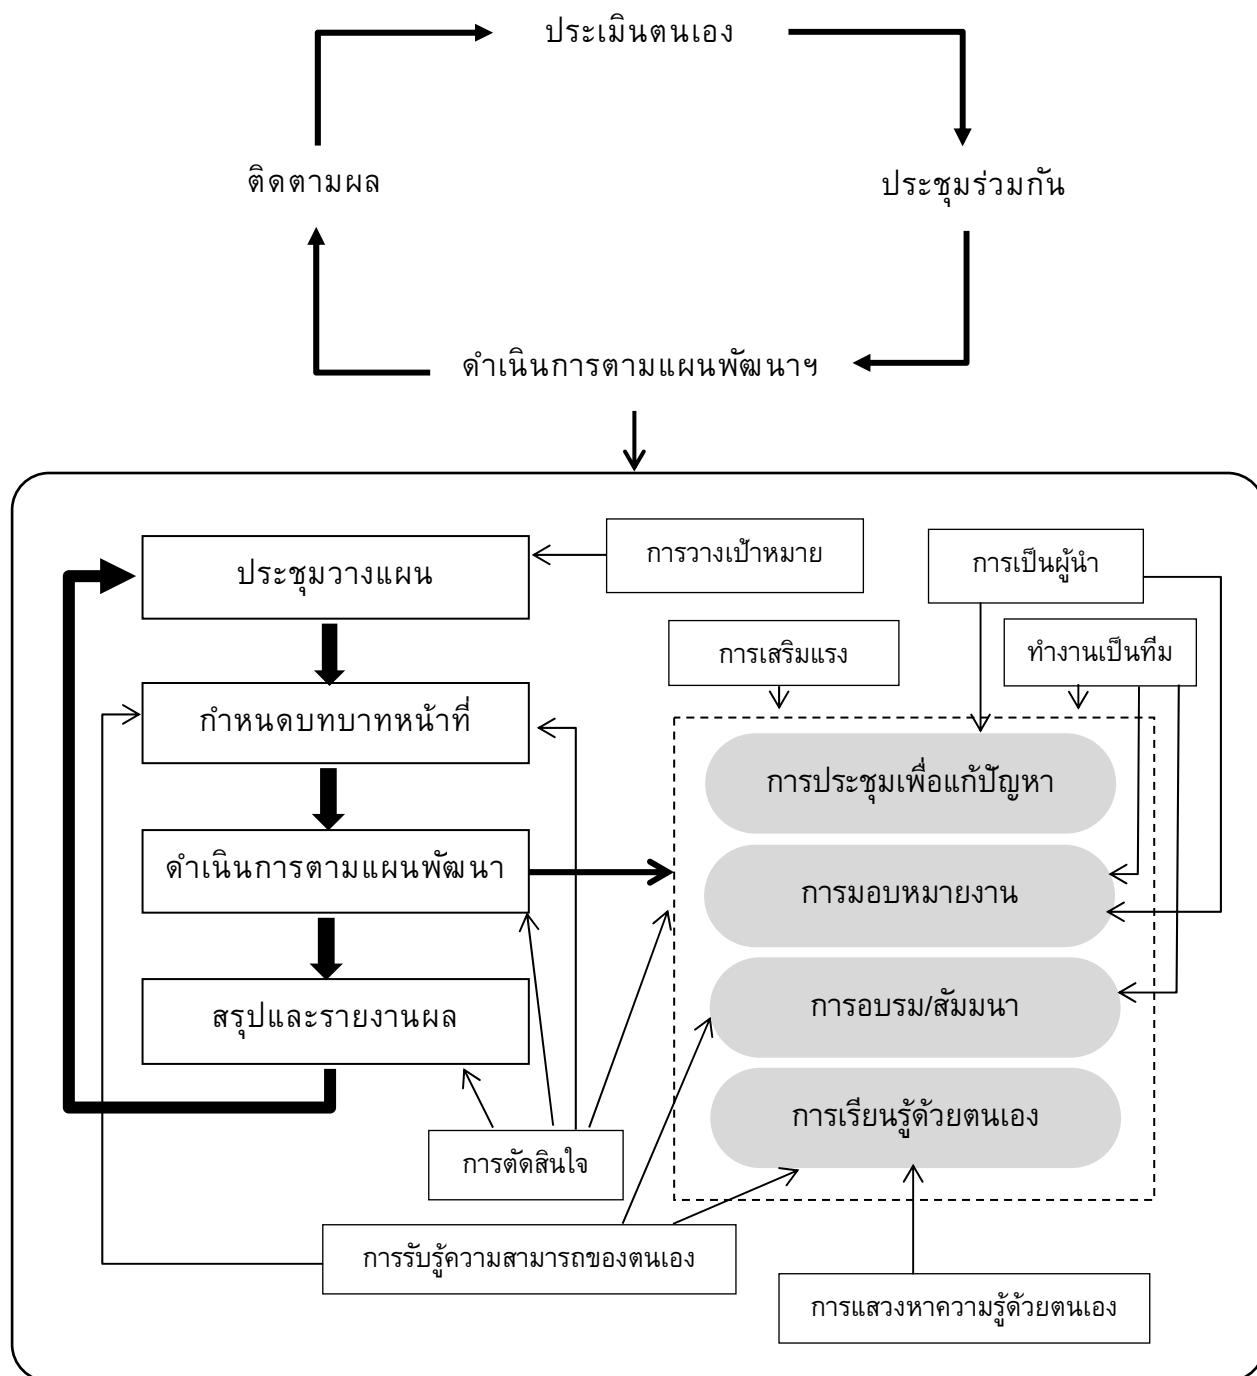 ประเมินตนเอง
ติดตามผล
ประชุมร่วมกัน
ดำเนินการตามแผนพัฒนาฯ
การวางเป้าหมาย
ประชุมวางแผน
การเป็นผู้นำ
การเสริมแรง
ทำงานเป็นทีม
กำหนดบทบาทหน้าที่
การประชุมเพื่อแก้ปัญหา
ดำเนินการตามแผนพัฒนา
การมอบหมายงาน
สรุปและรายงานผล
การอบรม/สัมมนา
การเรียนรู้ด้วยตนเอง
การตัดสินใจ
การรับรู้ความสามารถของตนเอง
การแสวงหาความรู้ด้วยตนเอง